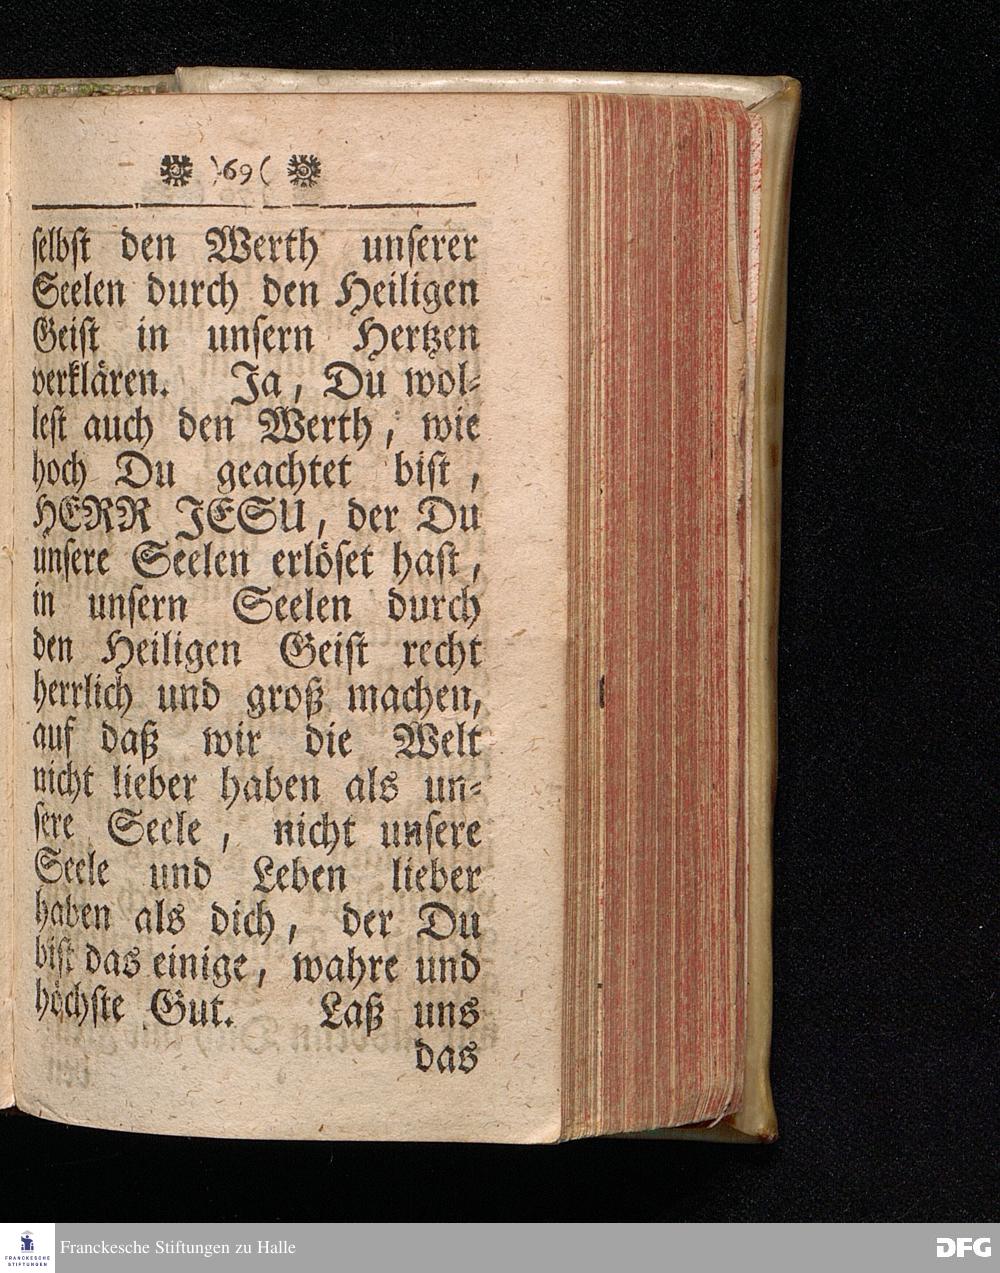 )69(
selbst den Werth unserer
Seelen durch den Heiligen
Geist in unsern Hertzen
verklären. Ja, Du wol-
lest auch den Werth, wie
hoch Du geachtet bist,
HERR JESU, der Du
unsere Seelen erlöset hast,
in unsern Seelen durch
den Heiligen Geist recht
herrlich und groß machen,
auf daß wir die Welt
nicht lieber haben als un-
sere Seele, nicht unsere
Seele und Leben lieber
haben als dich, der Du
bist das einige, wahre und
höchste Gut. Laß uns
das
FRANCKESCHE
STIFTUNGEN
Franckesche Stiftungen zu Halle
DFG